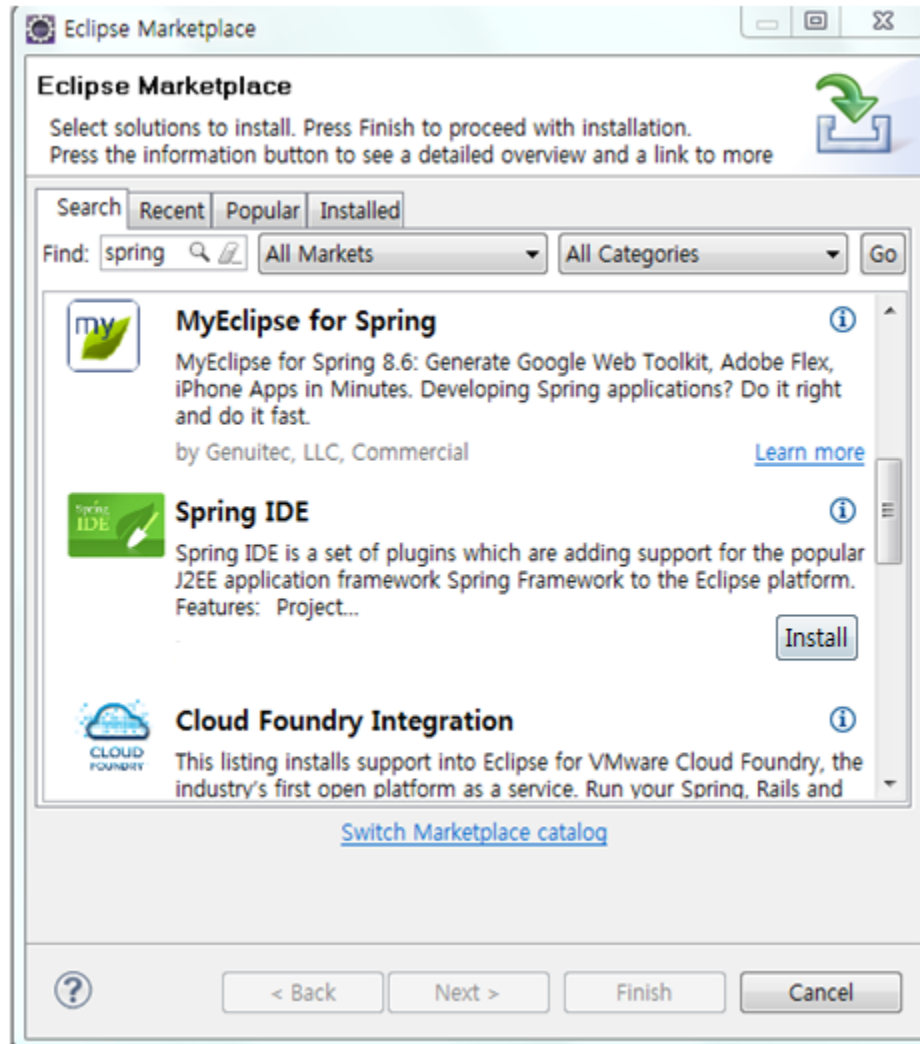 Eclipse Marketplace
Eclipse Marketplace
Select solutions to install. Press Finish to proceed with installation.
Press the information button to see a detailed overview and a link to more
Search Recent Popular Installed
Find: spring All Markets All Categories Go
my
MyEclipse for Spring
MyEclipse for Spring 8.6: Generate Google Web Toolkit, Adobe Flex,
iPhone Apps in Minutes. Developing Spring applications? Do it right
and do it fast.
by Genuitec, LLC, Commercial Learn more
Spring
IDE
Spring IDE
Spring IDE is a set of plugins which are adding support for the popular
J2EE application framework Spring Framework to the Eclipse platform.
Features: Project...
Install
CLOUD
FOUNDRY
Cloud Foundry Integration
This listing installs support into Eclipse for VMware Cloud Foundry, the
industry's first open platform as a service. Run your Spring, Rails and
Switch Marketplace catalog
< Back Next > Finish Cancel